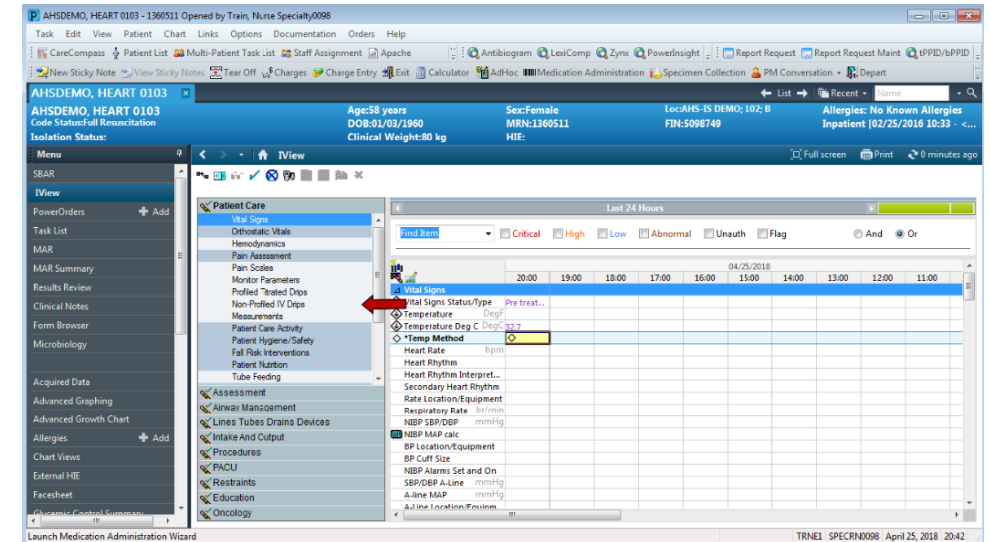 AHSDEMO, HEART 0103 - 1360511 Opened by Train, Nurse Specialty0098
Task Edit View Patient Chart Links Options Documentation Orders Help
CareCompass Patient List Multi-Patient Task List Staff Assignment Apache Antibiogram LexiComp Zynx PowerInsight Report Request Report Request Maint tPPID/bPPID
New Sticky Note View Sticky Notes Tear Off Charges Charge Entry Exit Calculator AdHoc Medication Administration Specimen Collection PM Conversation Depart
AHSDEMO, HEART 0103 List Recent Name
AHSDEMO, HEART 0103 Age:58 years Sex:Female Loc:AHS-IS DEMO; 102; B Allergies: No Known Allergies
Code Status:Full Resuscitation DOB:01/03/1960 MRN:1360511 FIN:5098749 Inpatient [02/25/2016 10:33 - <...
Isolation Status: Clinical Weight:80 kg HIE:
Menu IView Full screen Print 0 minutes ago
SBAR
IView
PowerOrders Add
Task List
MAR
MAR Summary
Results Review
Clinical Notes
Form Browser
Microbiology
Acquired Data
Advanced Graphing
Advanced Growth Chart
Allergies Add
Chart Views
External HIE
Facesheet
Glycemic Control Summary
Patient Care
Vital Signs
Orthostatic Vitals
Hemodynamics
Pain Assessment
Pain Scales
Monitor Parameters
Profiled Titrated Drips
Non-Profiled IV Drips
Measurements
Patient Care Activity
Patient Hygiene/Safety
Fall Risk Interventions
Patient Nutrition
Tube Feeding
Assessment
Airway Management
Lines Tubes Drains Devices
Intake And Output
Procedures
PACU
Restraints
Education
Oncology
Last 24 Hours
Find Item Critical High Low Abnormal Unauth Flag And Or
04/25/2018
20:00 19:00 18:00 17:00 16:00 15:00 14:00 13:00 12:00 11:00
Vital Signs
Vital Signs Status/Type Pre treat...
Temperature DegF
Temperature Deg C DegC 32.7
*Temp Method
Heart Rate bpm
Heart Rhythm
Heart Rhythm Interpret...
Secondary Heart Rhythm
Rate Location/Equipment
Respiratory Rate br/min
NIBP SBP/DBP mmHg
NIBP MAP calc
BP Location/Equipment
BP Cuff Size
NIBP Alarms Set and On
SBP/DBP A-Line mmHg
A-line MAP mmHg
A-Line Location/Equipm
Launch Medication Administration Wizard TRNE1 SPECRN0098 April 25, 2018 20:42